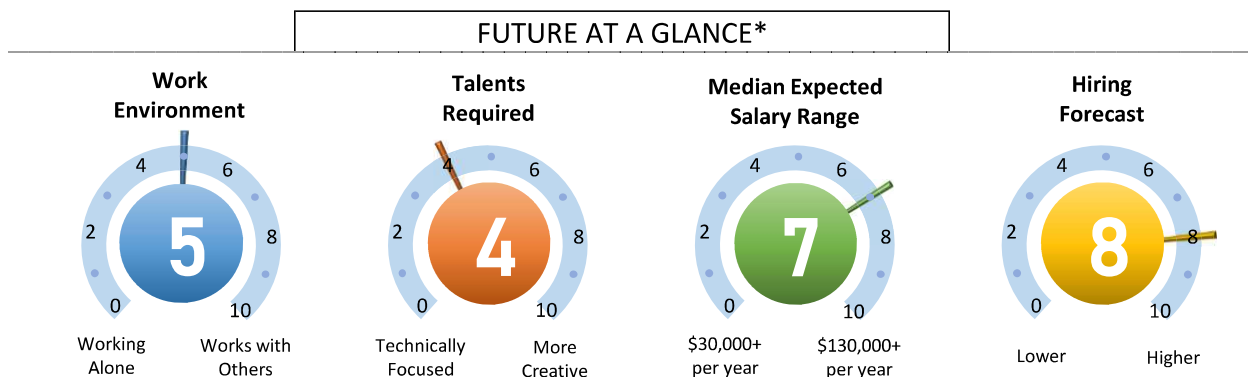 FUTURE AT A GLANCE*
Work
Environment
4
6
2
8
5
0
10
Working
Alone
Works with
Others
Talents
Required
4
6
2
8
4
0
10
Technically
Focused
More
Creative
Median Expected
Salary Range
4
6
2
8
7
0
10
$30,000+
per year
$130,000+
per year
Hiring
Forecast
4
6
2
8
8
0
10
Lower
Higher